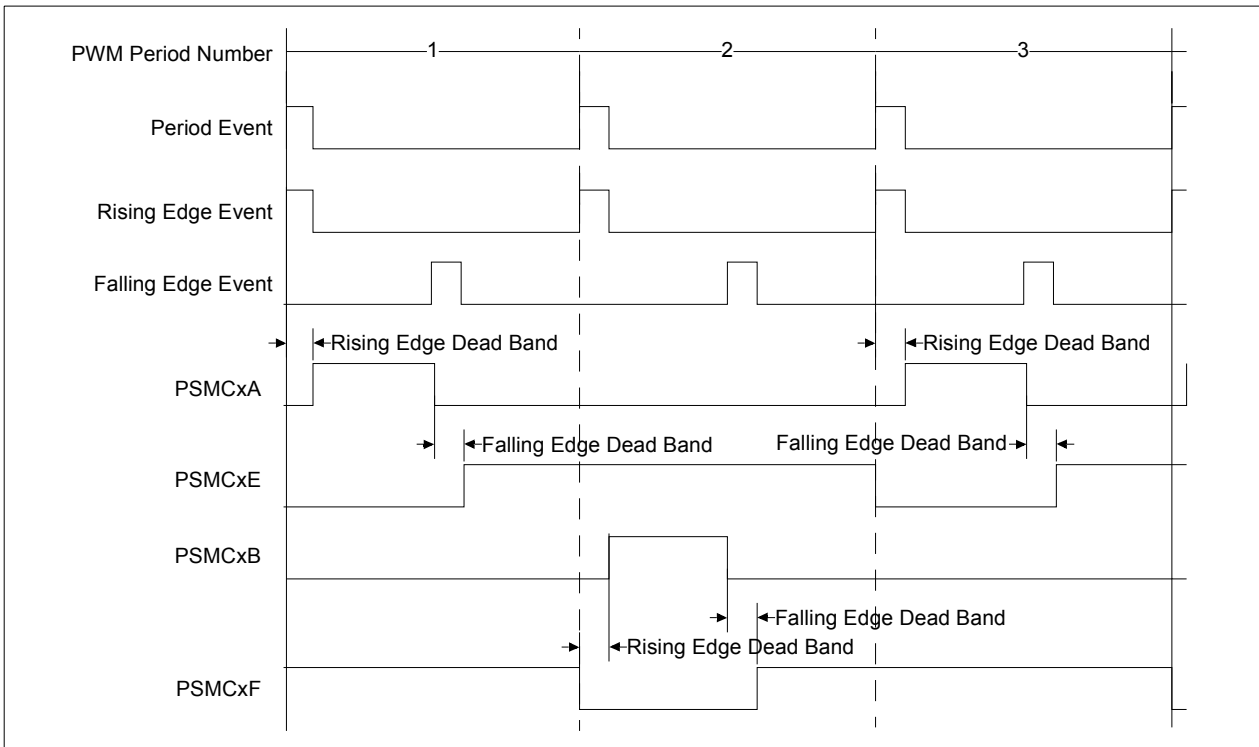 PWM Period Number
1
2
3
Period Event
Rising Edge Event
Falling Edge Event
Rising Edge Dead Band
Rising Edge Dead Band
PSMCxA
Falling Edge Dead Band
Falling Edge Dead Band
PSMCxE
PSMCxB
Falling Edge Dead Band
Rising Edge Dead Band
PSMCxF